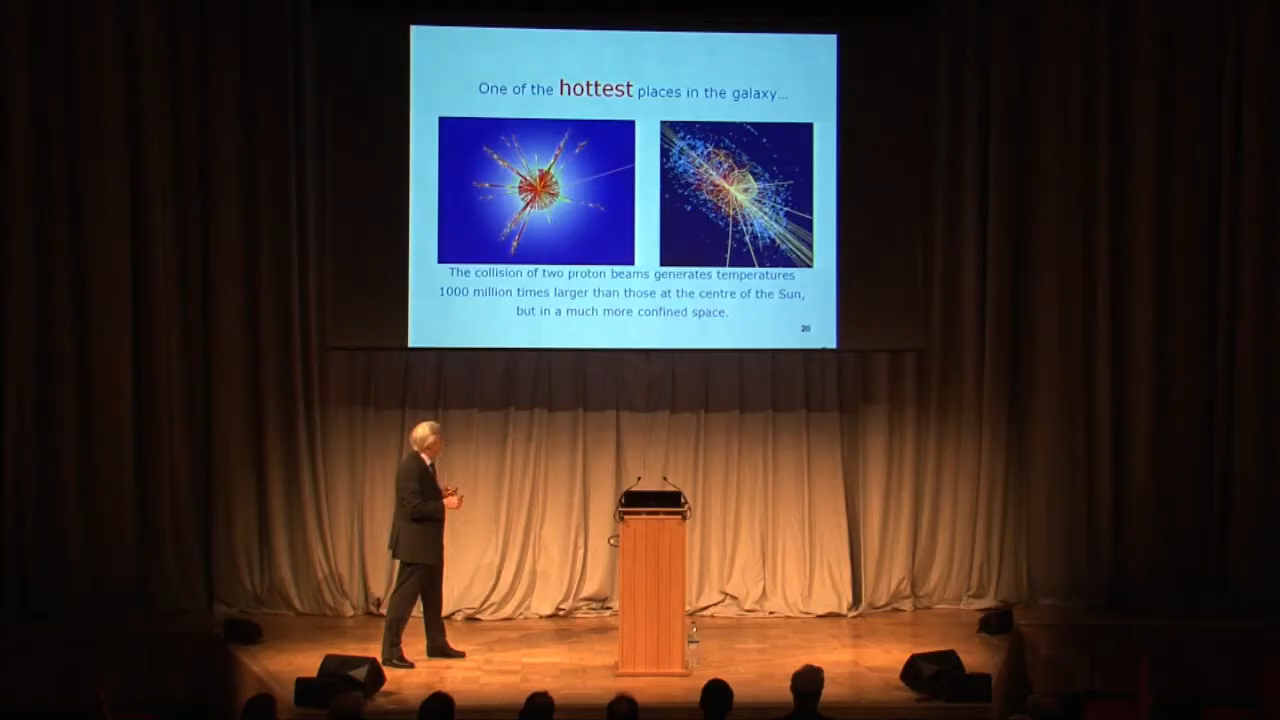 One of the hottest places in the galaxy...
The collision of two proton beams generates temperatures
1000 million times larger than those at the centre of the Sun,
but in a much more confined space.
20